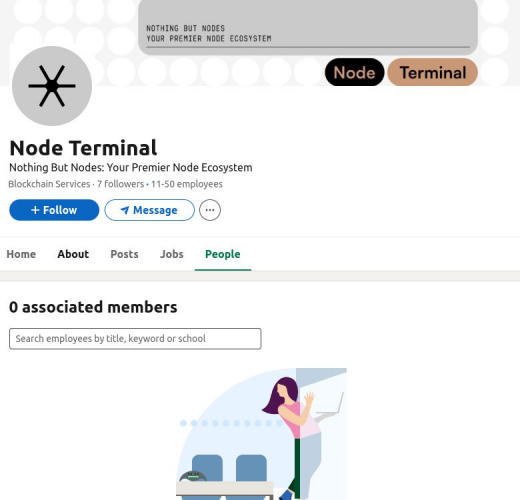 NOTHING BUT NODES
YOUR PREMIER NODE ECOSYSTEM
Node Terminal
Node Terminal
Nothing But Nodes: Your Premier Node Ecosystem
Blockchain Services · 7 followers · 11-50 employees
+ Follow Message ...
Home About Posts Jobs People
0 associated members
Search employees by title, keyword or school